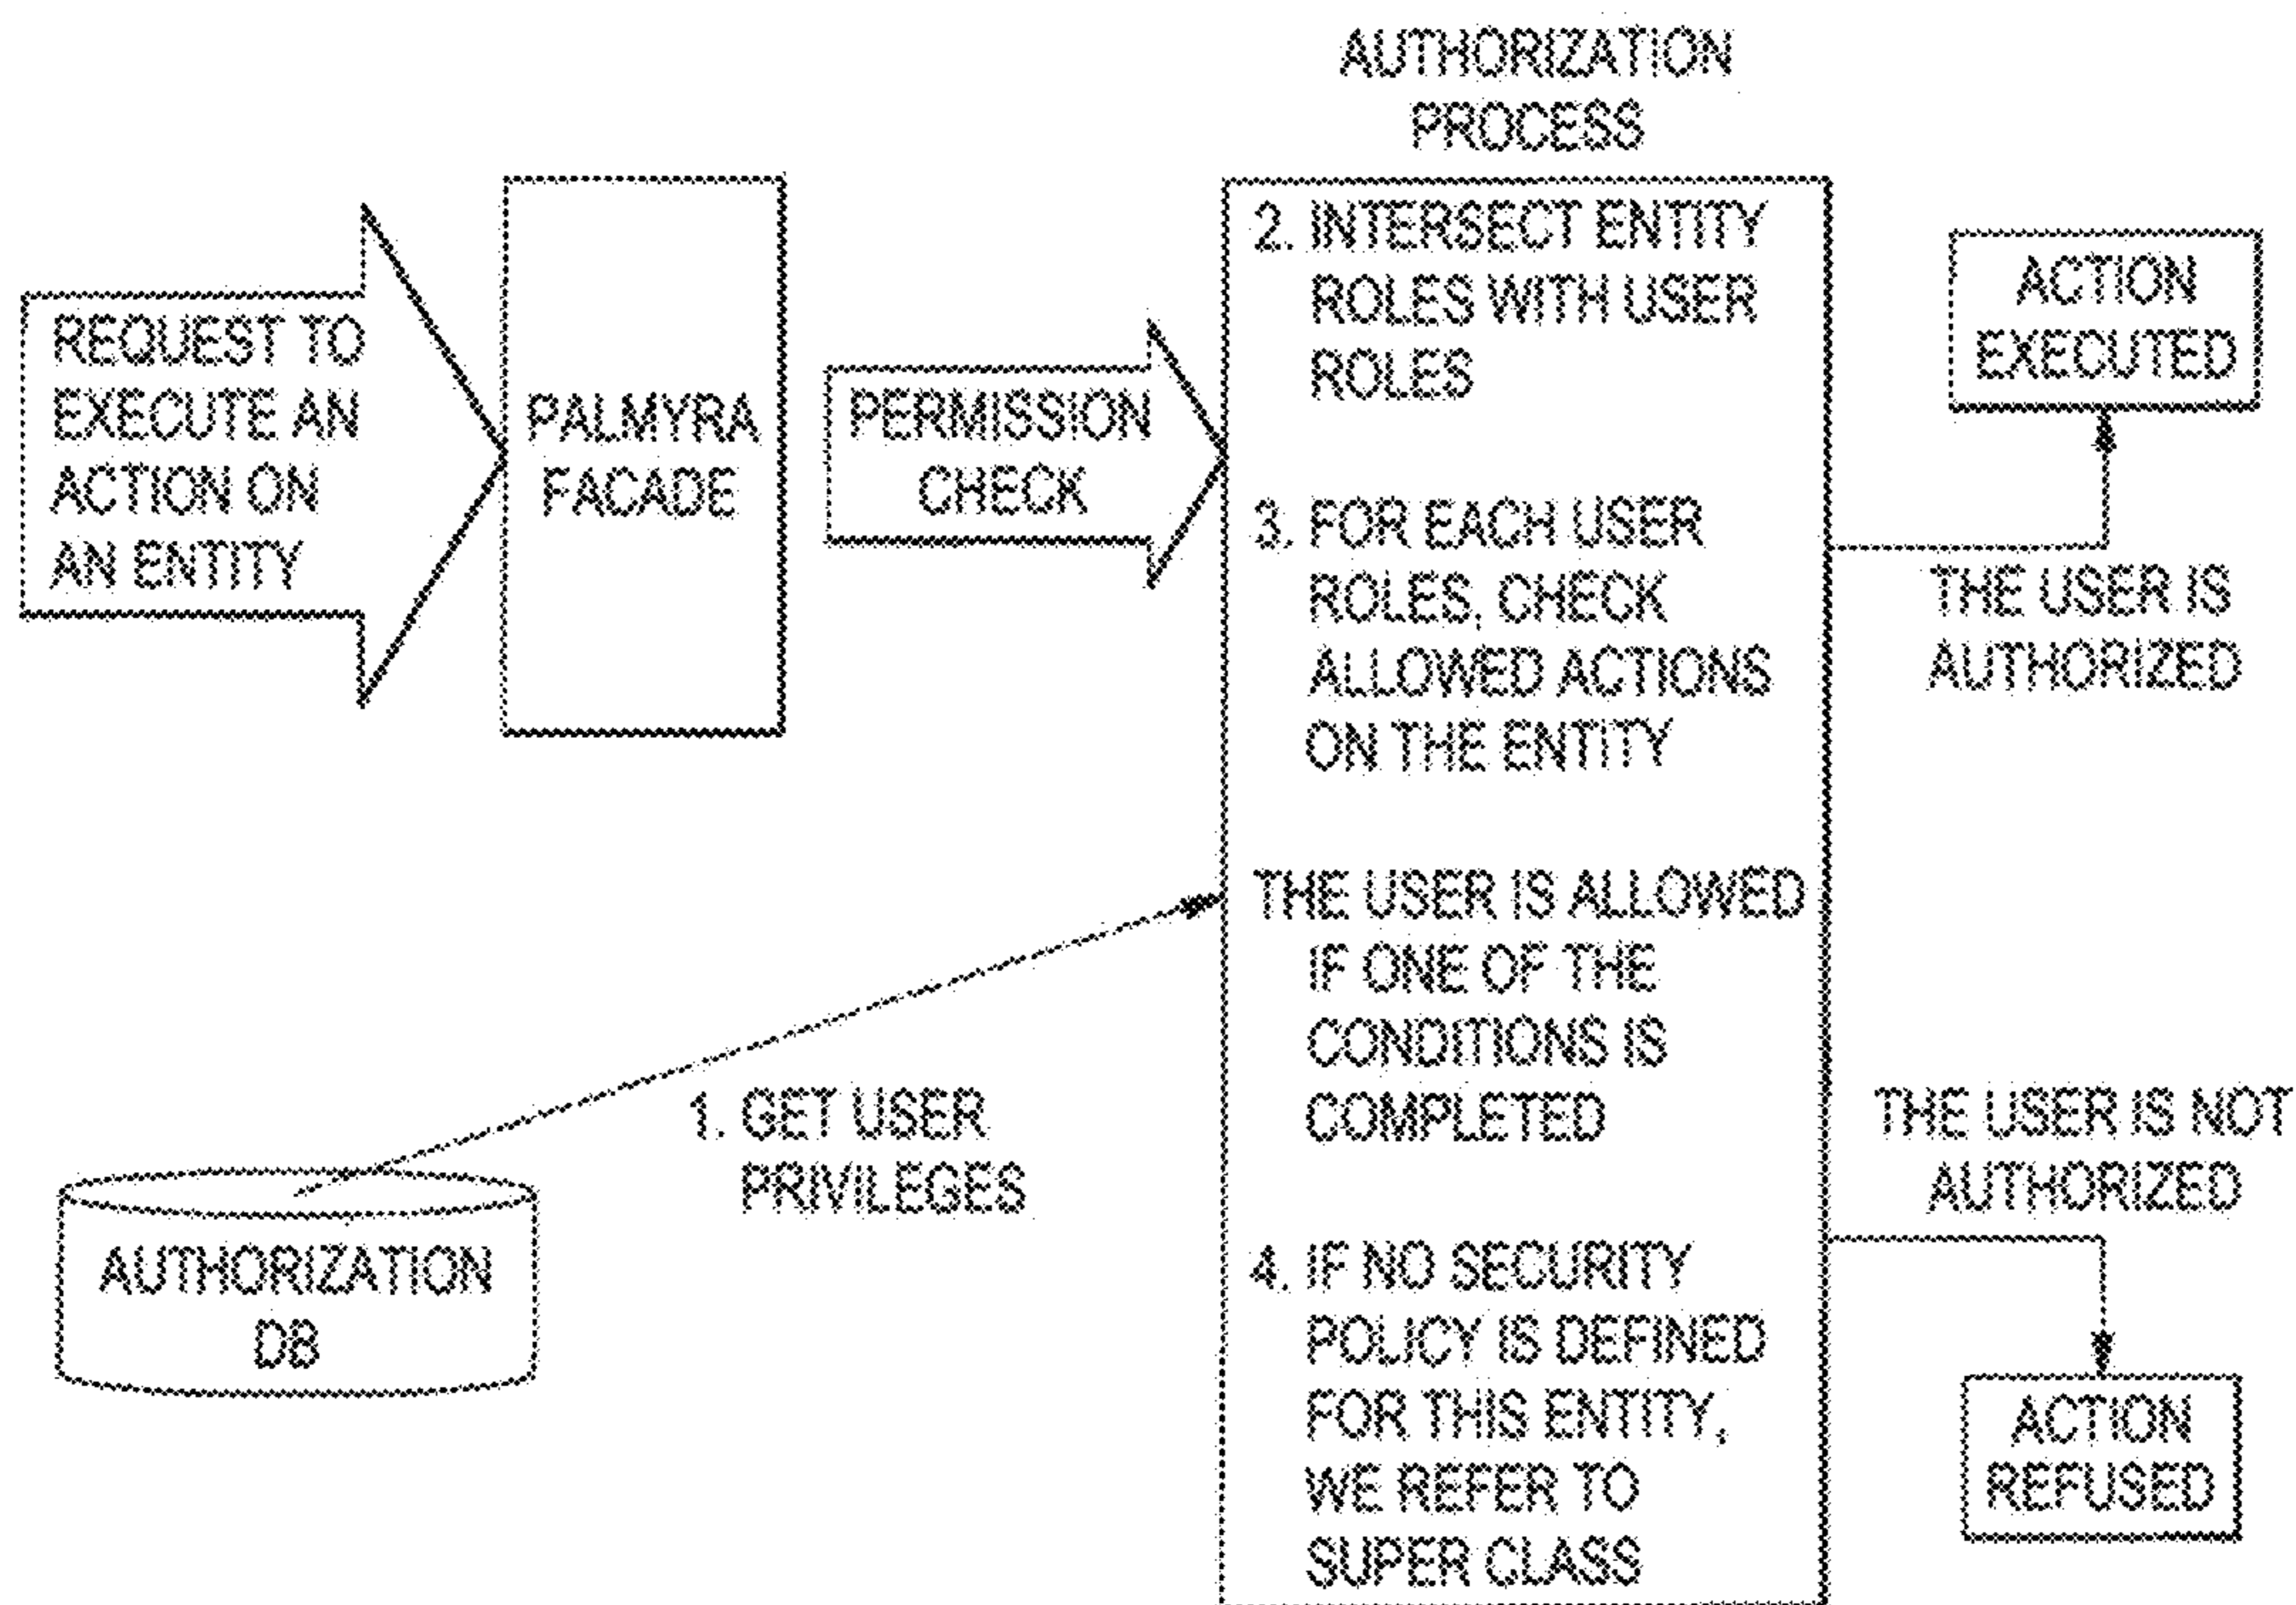 AUTHORIZATION
PROCESS
REQUEST TO
EXECUTE AN
ACTION ON
AN ENTITY
PALMYRA
FACADE
PERMISSION
CHECK
2. INTERSECT ENTITY
ROLES WITH USER
ROLES
3. FOR EACH USER
ROLES, CHECK
ALLOWED ACTIONS
ON THE ENTITY
THE USER IS ALLOWED
IF ONE OF THE
CONDITIONS IS
COMPLETED
4. IF NO SECURITY
POLICY IS DEFINED
FOR THIS ENTITY,
WE REFER TO
SUPER CLASS
ACTION
EXECUTED
THE USER IS
AUTHORIZED
1. GET USER
PRIVILEGES
AUTHORIZATION
DB
THE USER IS NOT
AUTHORIZED
ACTION
REFUSED